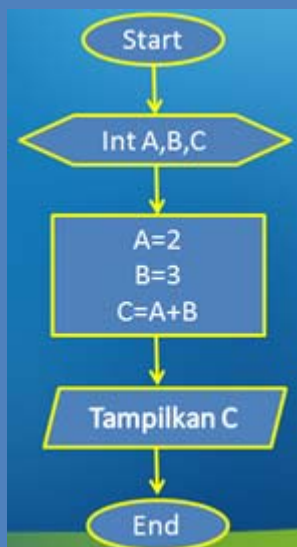 Start
Int A,B,C
A=2
B=3
C=A+B
Tampilkan C
End